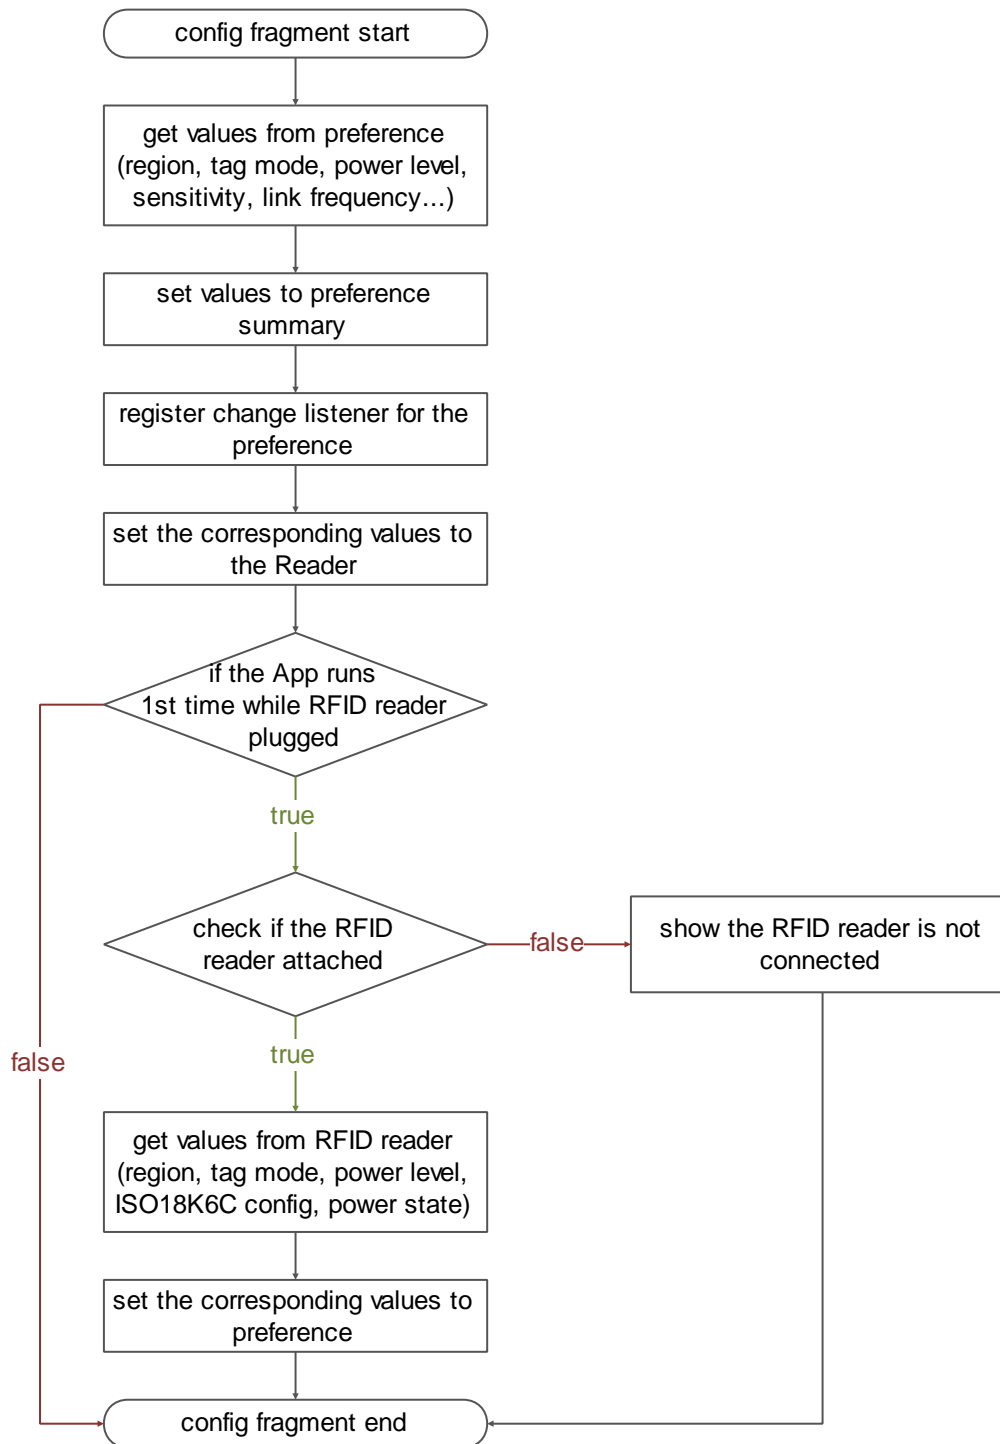 config fragment start
get values from preference
(region, tag mode, power level,
sensitivity, link frequency…)
set values to preference
summary
register change listener for the
preference
set the corresponding values to
the Reader
if the App runs
1st time while RFID reader
plugged
true
check if the RFID
reader attached
false
show the RFID reader is not
connected
true
false
get values from RFID reader
(region, tag mode, power level,
ISO18K6C config, power state)
set the corresponding values to
preference
config fragment end